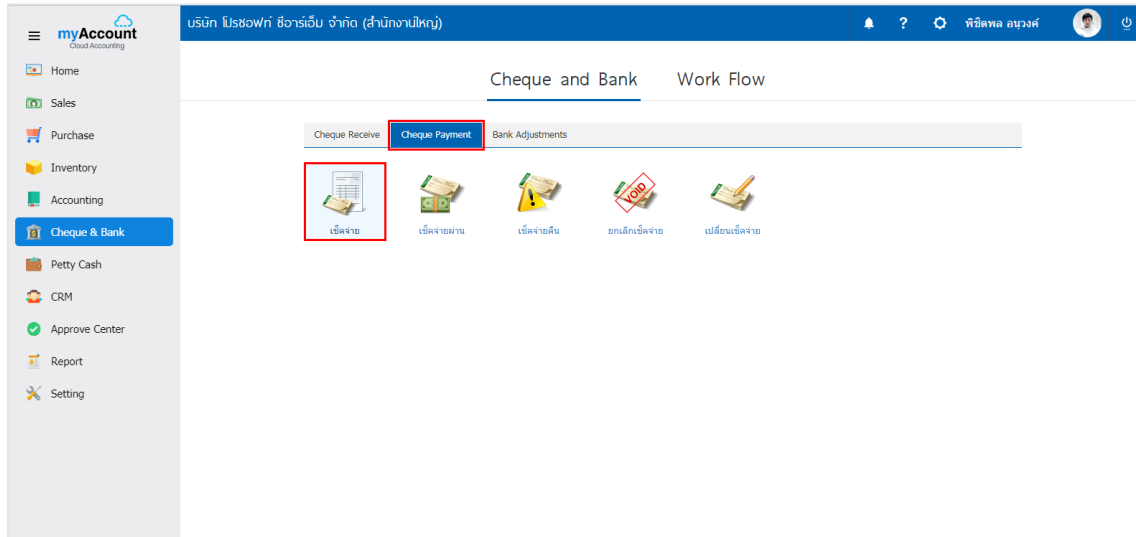 myAccount
Cloud Accounting
บริษัท โปรซอฟท์ ซีอาร์เอ็ม จำกัด (สำนักงานใหญ่)
?
พิชิตพล อนุวงค์
Home
Sales
Purchase
Inventory
Accounting
Cheque & Bank
Petty Cash
CRM
Approve Center
Report
Setting
Cheque and Bank
Work Flow
Cheque Receive
Cheque Payment
Bank Adjustments
VOID
เช็คจ่าย
เช็คจ่ายผ่าน
เช็คจ่ายคืน
ยกเลิกเช็คจ่าย
เปลี่ยนเช็คจ่าย